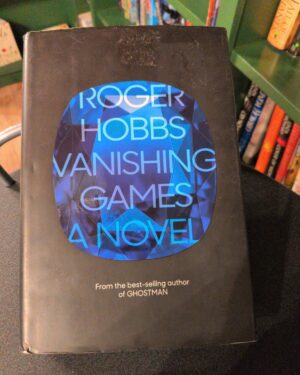 ROGER
HOBBS
VANISHING
GAMES
A NOVEL
From the best-selling author
of GHOSTMAN